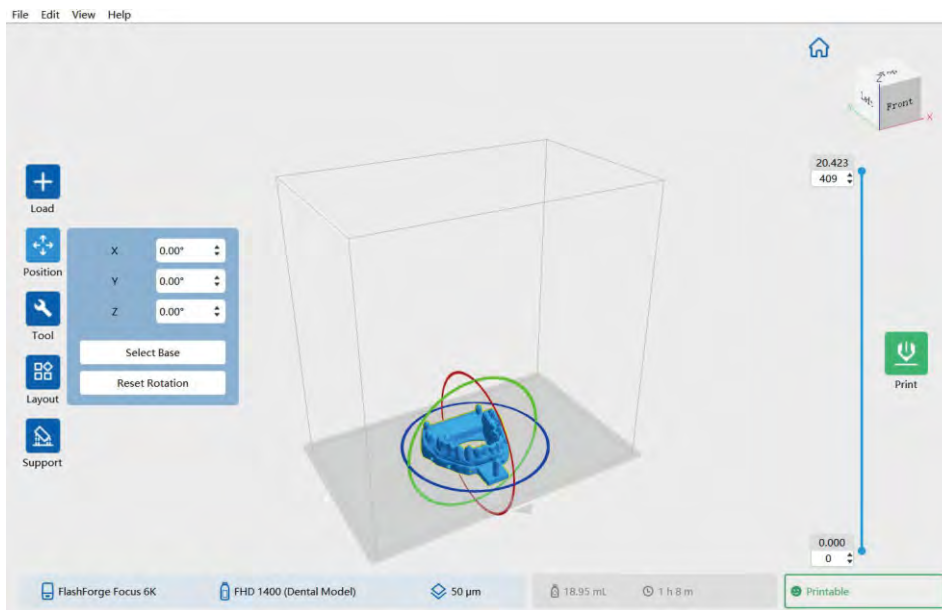 File Edit View Help
Z
Left
Front
X
20.423
409
Load
Position
X 0.00°
Y 0.00°
Z 0.00°
Tool
Select Base
Layout
Reset Rotation
Print
Support
0.000
0
FlashForge Focus 6K
FHD 1400 (Dental Model)
50 μm
18.95 mL
1 h 8 m
Printable